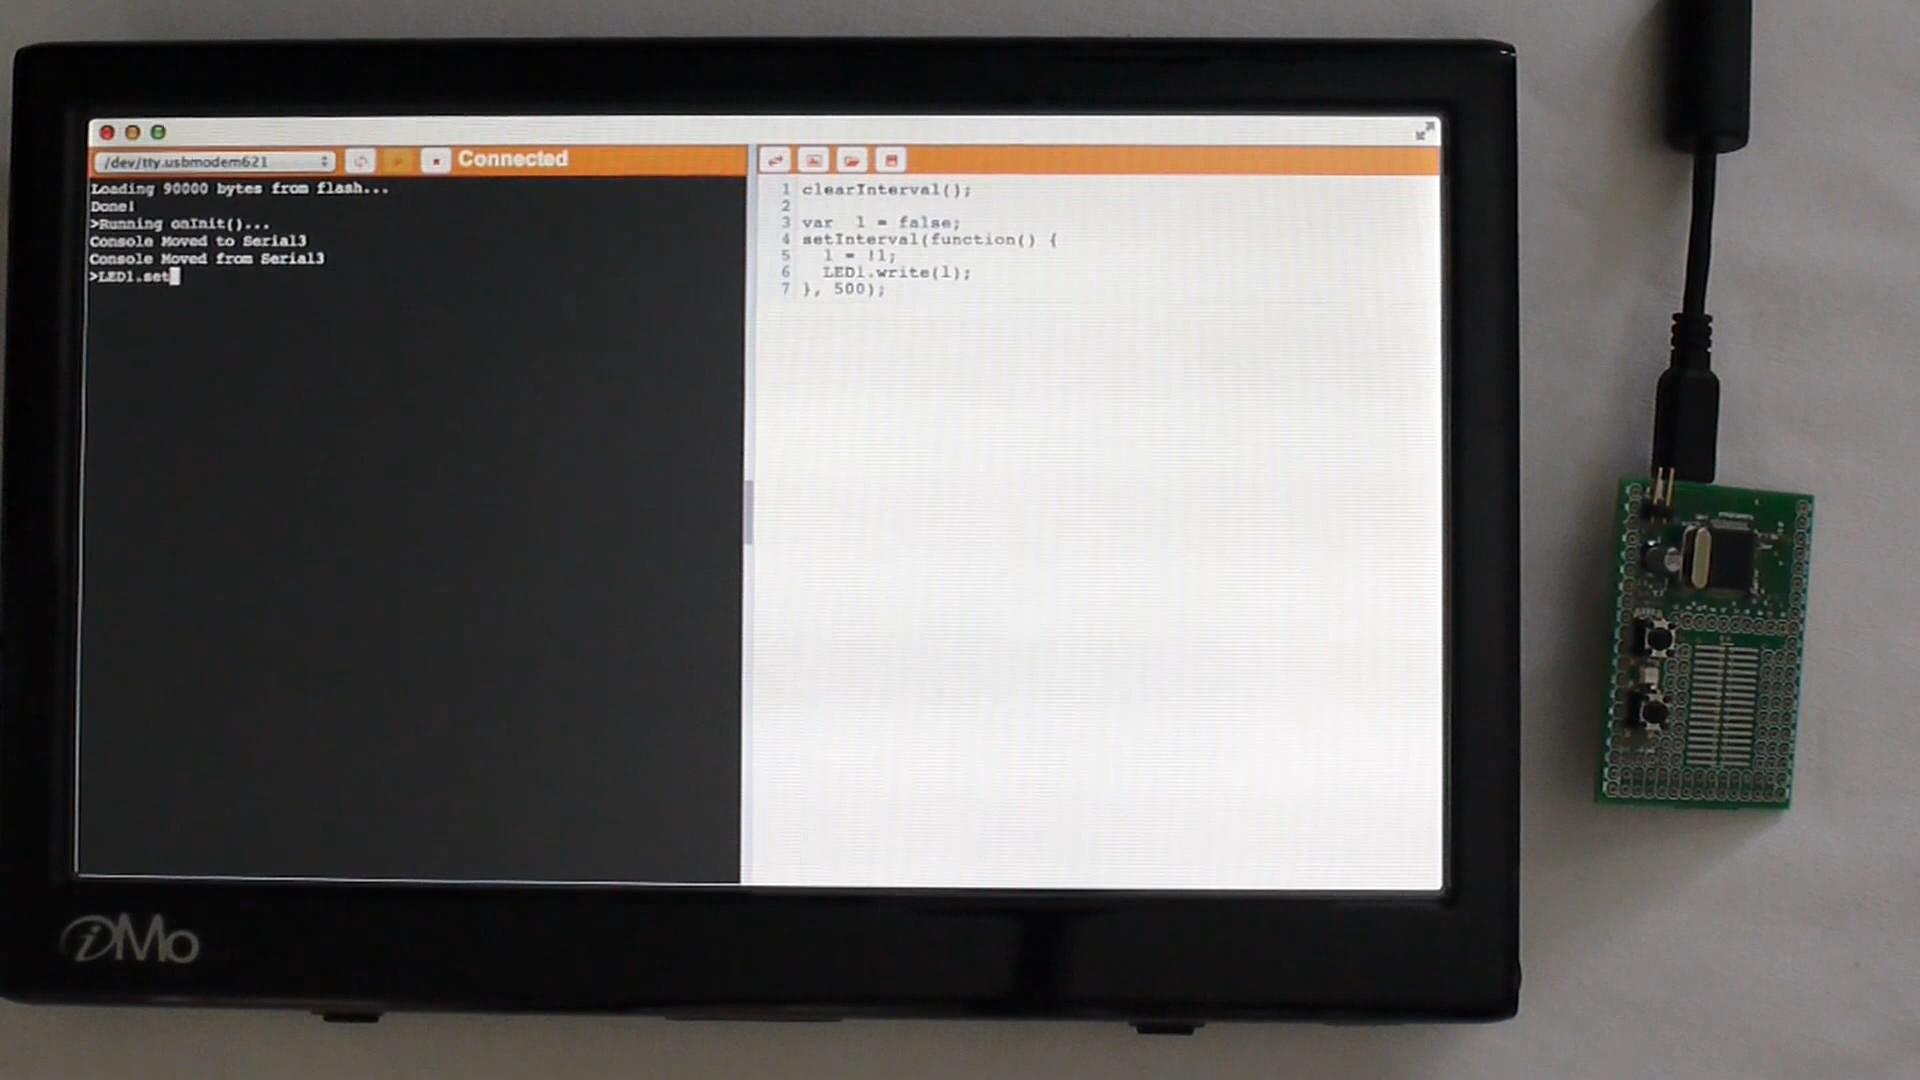 /dev/tty.usbmodem621
Connected
Loading 90000 bytes from flash...
Done!
>Running onInit()...
Console Moved to Serial3
Console Moved from Serial3
>LED1.set
1 clearInterval();
2
3 var l = false;
4 setInterval(function() {
5 l = !l;
6 LED1.write(l);
7 }, 500);
iMo